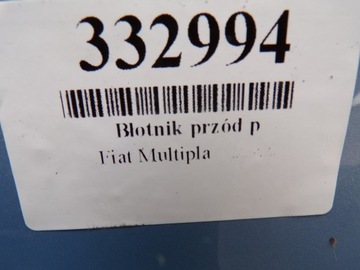 332994
Błotnik przód p
Fiat Multipla